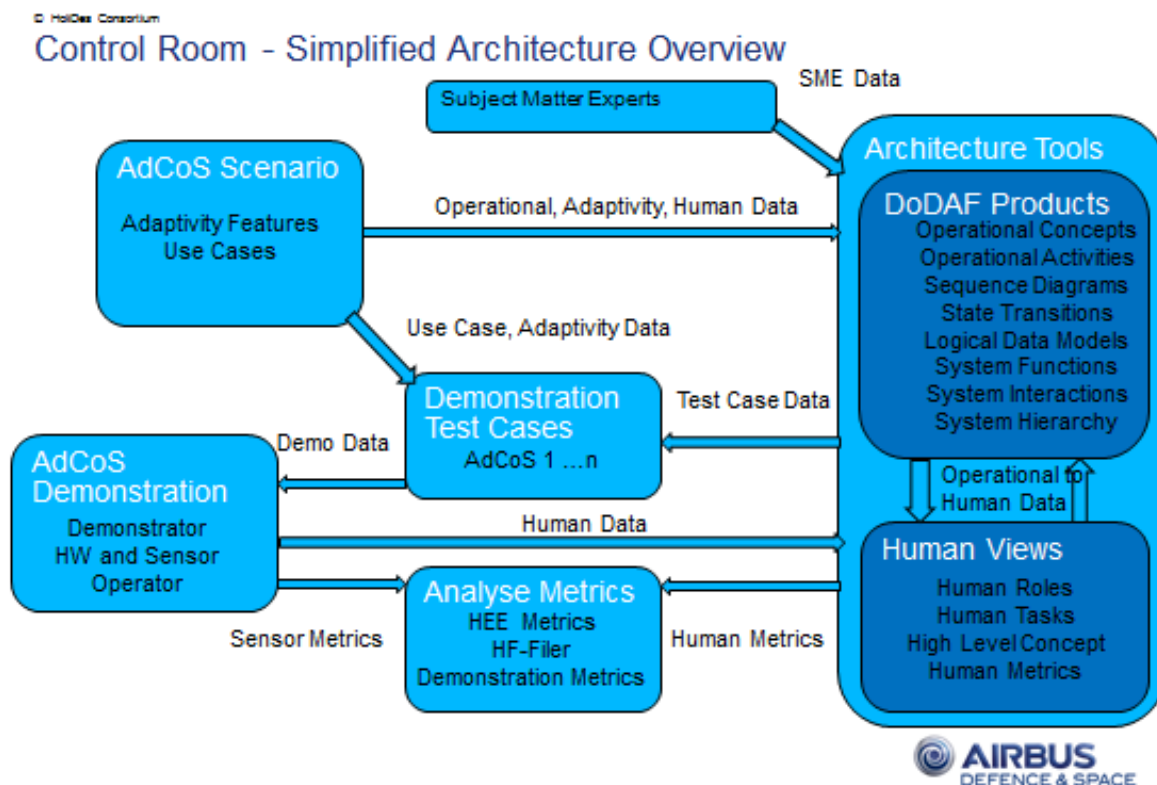 © HoliDes Consortium
Control Room - Simplified Architecture Overview
SME Data
Subject Matter Experts
Architecture Tools
AdCoS Scenario
Adaptivity Features
Use Cases
Operational, Adaptivity, Human Data
DoDAF Products
Operational Concepts
Operational Activities
Sequence Diagrams
State Transitions
Logical Data Models
System Functions
System Interactions
System Hierarchy
Use Case, Adaptivity Data
Demonstration
Test Cases
AdCoS 1 ...n
Test Case Data
Demo Data
AdCoS
Demonstration
Demonstrator
HW and Sensor
Operator
Operational to
Human Data
Human Data
Human Views
Human Roles
Human Tasks
High Level Concept
Human Metrics
Analyse Metrics
HEE Metrics
HF-Filer
Demonstration Metrics
Sensor Metrics
Human Metrics
AIRBUS
DEFENCE & SPACE